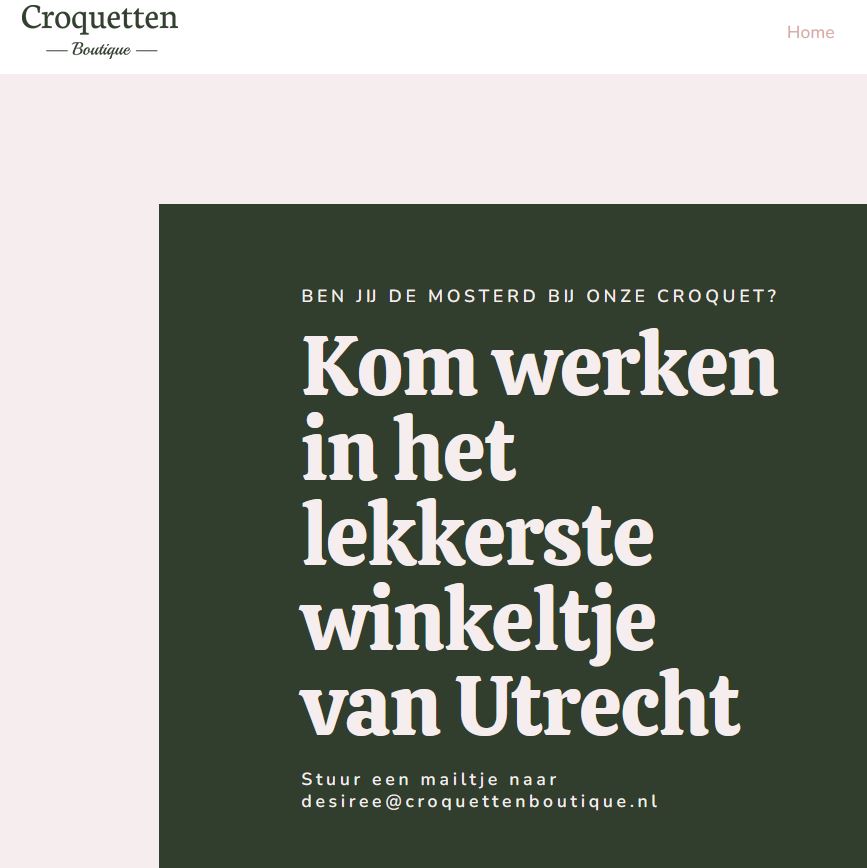 Croquetten
Boutique
Home
BEN JIJ DE MOSTERD BIJ ONZE CROQUET?
Kom werken
in het
lekkerste
winkeltje
van Utrecht
Stuur een mailtje naar
desiree@croquettenboutique.nl